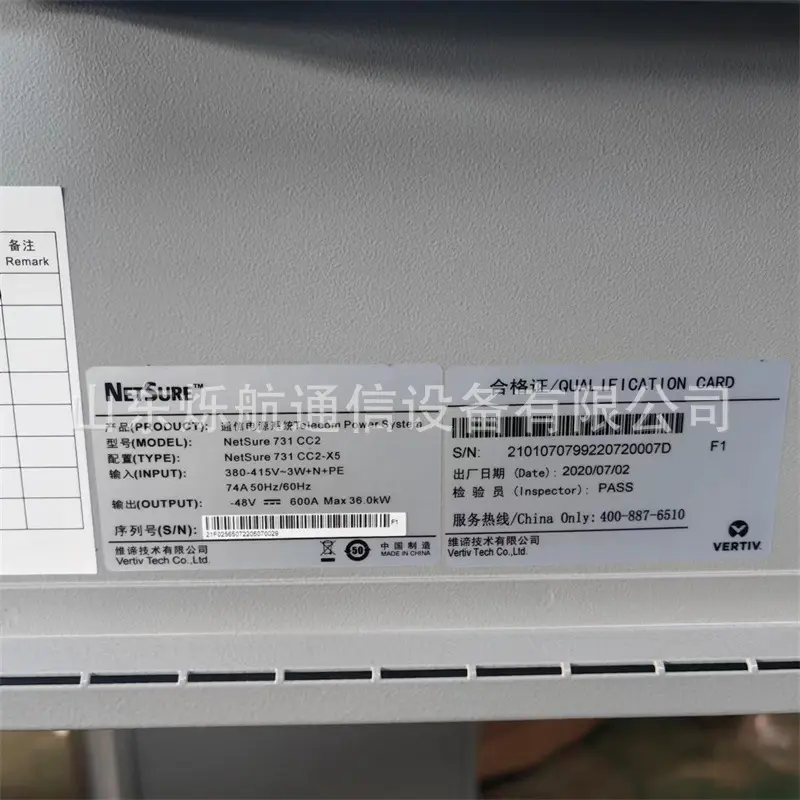 备注
Remark
NETSURE™
产品(PRODUCT): 通信电源系统Telecom Power System
型号(MODEL): NetSure 731 CC2
配置(TYPE): NetSure 731 CC2-X5
输入(INPUT): 380-415V~3W+N+PE
74A 50Hz/60Hz
输出(OUTPUT): -48V 600A Max 36.0kW
序列号(S/N):
F1
维谛技术有限公司
Vertiv Tech Co.,Ltd.
50
中国制造
MADE IN CHINA
合格证/QUALIFICATION CARD
S/N: 2101070799220720007D F1
出厂日期(Date): 2020/07/02
检验员(Inspector): PASS
服务热线/China Only: 400-887-6510
维谛技术有限公司
Vertiv Tech Co.,Ltd.
VERTIV.
山东烁航通信设备有限公司